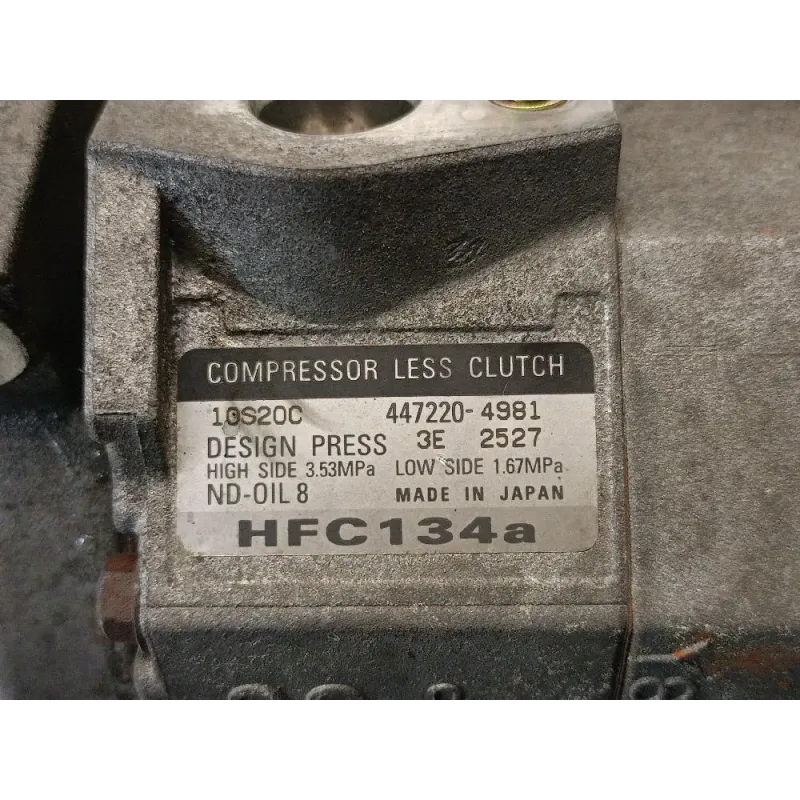 COMPRESSOR LESS CLUTCH
10S20C 447220-4981
DESIGN PRESS 3E 2527
HIGH SIDE 3.53MPa LOW SIDE 1.67MPa
ND-OIL 8 MADE IN JAPAN
HFC134a